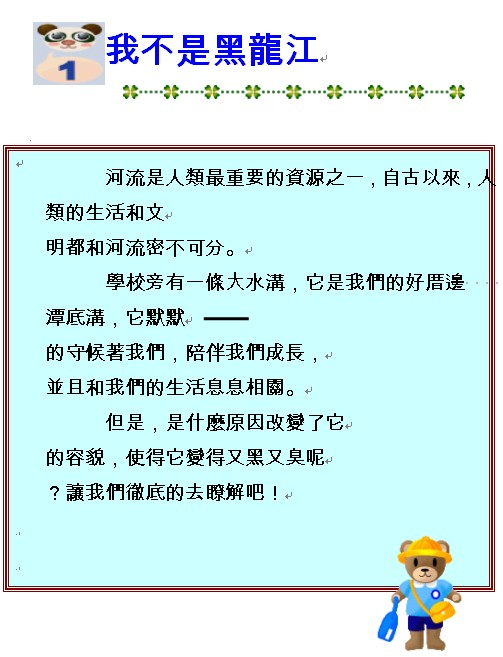 1
我不是黑龍江
河流是人類最重要的資源之一，自古以來，人
類的生活和文
明都和河流密不可分。
學校旁有一條大水溝，它是我們的好厝邊
潭底溝，它默默
的守候著我們，陪伴我們成長，
並且和我們的生活息息相關。
但是，是什麼原因改變了它
的容貌，使得它變得又黑又臭呢
？讓我們徹底的去瞭解吧！